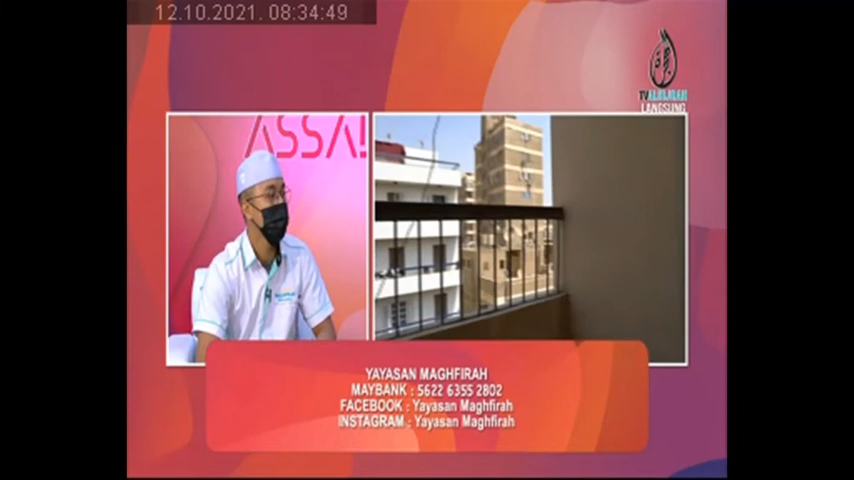 12.10.2021. 08:34:49
TVALHIJRAH
LANGSUNG
ASSA
YAYASAN MAGHFIRAH
MAYBANK : 5622 6355 2802
FACEBOOK : Yayasan Maghfirah
INSTAGRAM : Yayasan Maghfirah